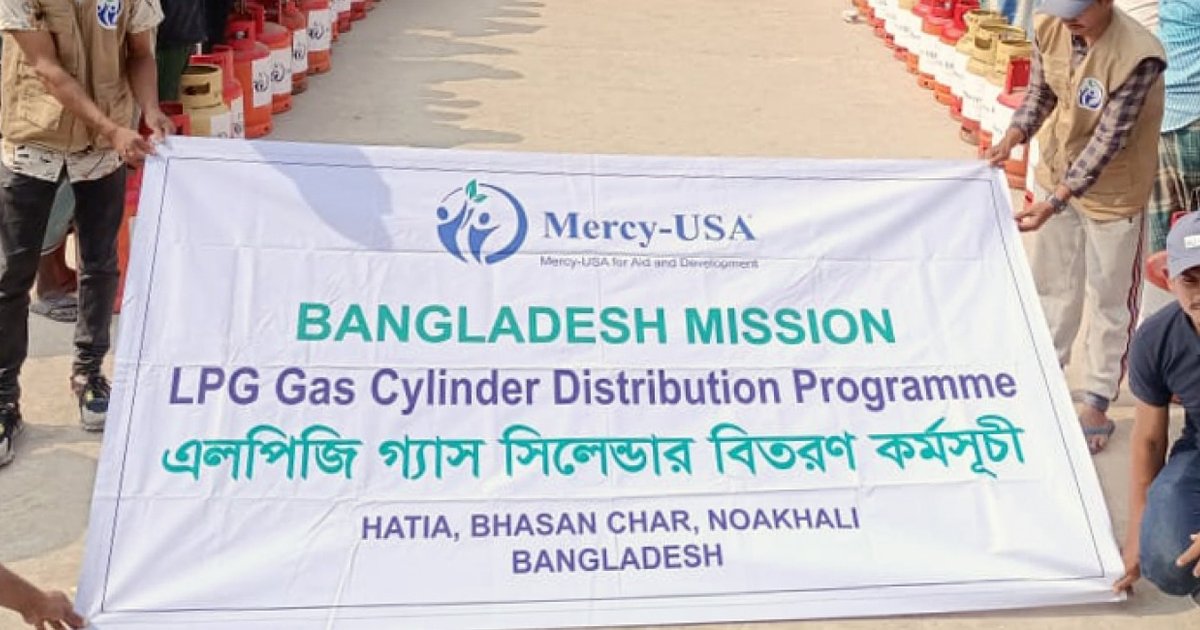 Mercy-USA
Mercy-USA for Aid and Development
BANGLADESH MISSION
LPG Gas Cylinder Distribution Programme
এলপিজি গ্যাস সিলেন্ডার বিতরণ কর্মসূচী
HATIA, BHASAN CHAR, NOAKHALI
BANGLADESH